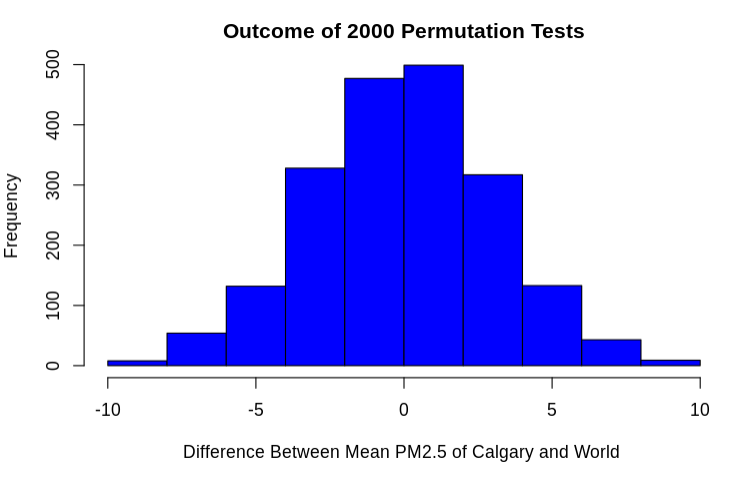 Outcome of 2000 Permutation Tests
Frequency
500
400
300
200
100
0
-10 -5 0 5 10
Difference Between Mean PM2.5 of Calgary and World